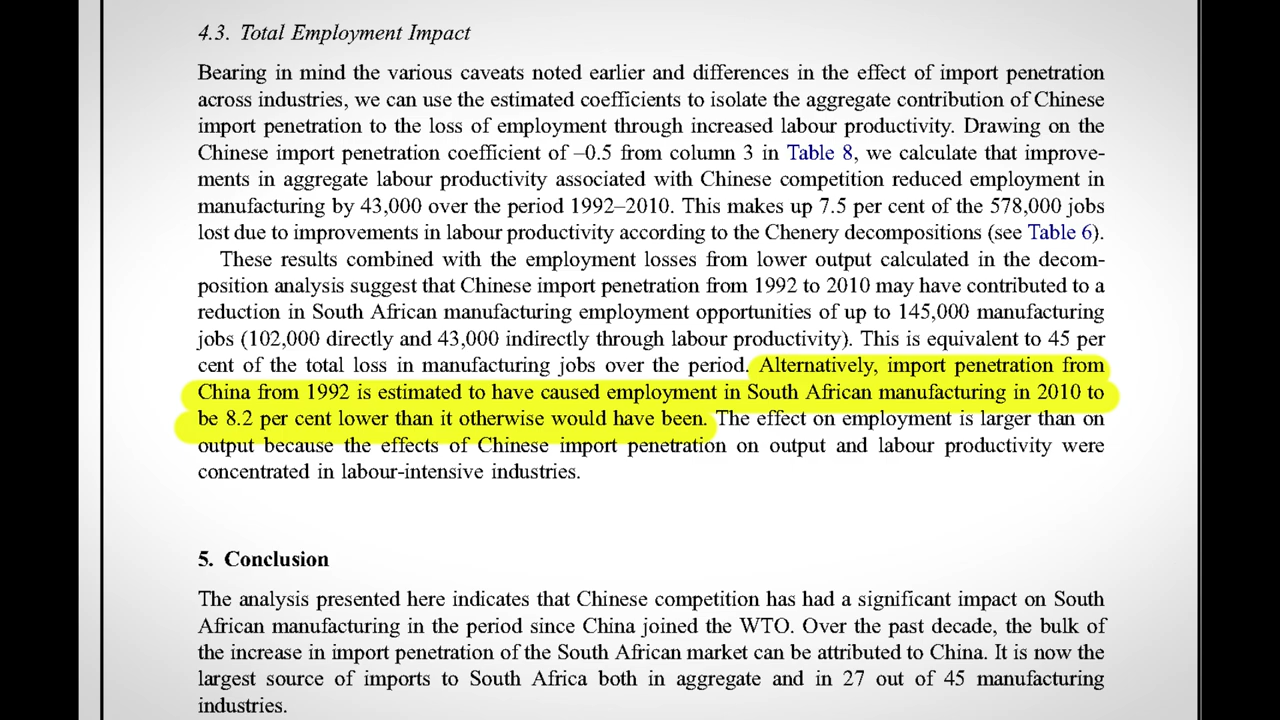 4.3. Total Employment Impact
Bearing in mind the various caveats noted earlier and differences in the effect of import penetration
across industries, we can use the estimated coefficients to isolate the aggregate contribution of Chinese
import penetration to the loss of employment through increased labour productivity. Drawing on the
Chinese import penetration coefficient of –0.5 from column 3 in Table 8, we calculate that improve-
ments in aggregate labour productivity associated with Chinese competition reduced employment in
manufacturing by 43,000 over the period 1992–2010. This makes up 7.5 per cent of the 578,000 jobs
lost due to improvements in labour productivity according to the Chenery decompositions (see Table 6).
These results combined with the employment losses from lower output calculated in the decom-
position analysis suggest that Chinese import penetration from 1992 to 2010 may have contributed to a
reduction in South African manufacturing employment opportunities of up to 145,000 manufacturing
jobs (102,000 directly and 43,000 indirectly through labour productivity). This is equivalent to 45 per
cent of the total loss in manufacturing jobs over the period. Alternatively, import penetration from
China from 1992 is estimated to have caused employment in South African manufacturing in 2010 to
be 8.2 per cent lower than it otherwise would have been. The effect on employment is larger than on
output because the effects of Chinese import penetration on output and labour productivity were
concentrated in labour-intensive industries.
5. Conclusion
The analysis presented here indicates that Chinese competition has had a significant impact on South
African manufacturing in the period since China joined the WTO. Over the past decade, the bulk of
the increase in import penetration of the South African market can be attributed to China. It is now the
largest source of imports to South Africa both in aggregate and in 27 out of 45 manufacturing
industries.